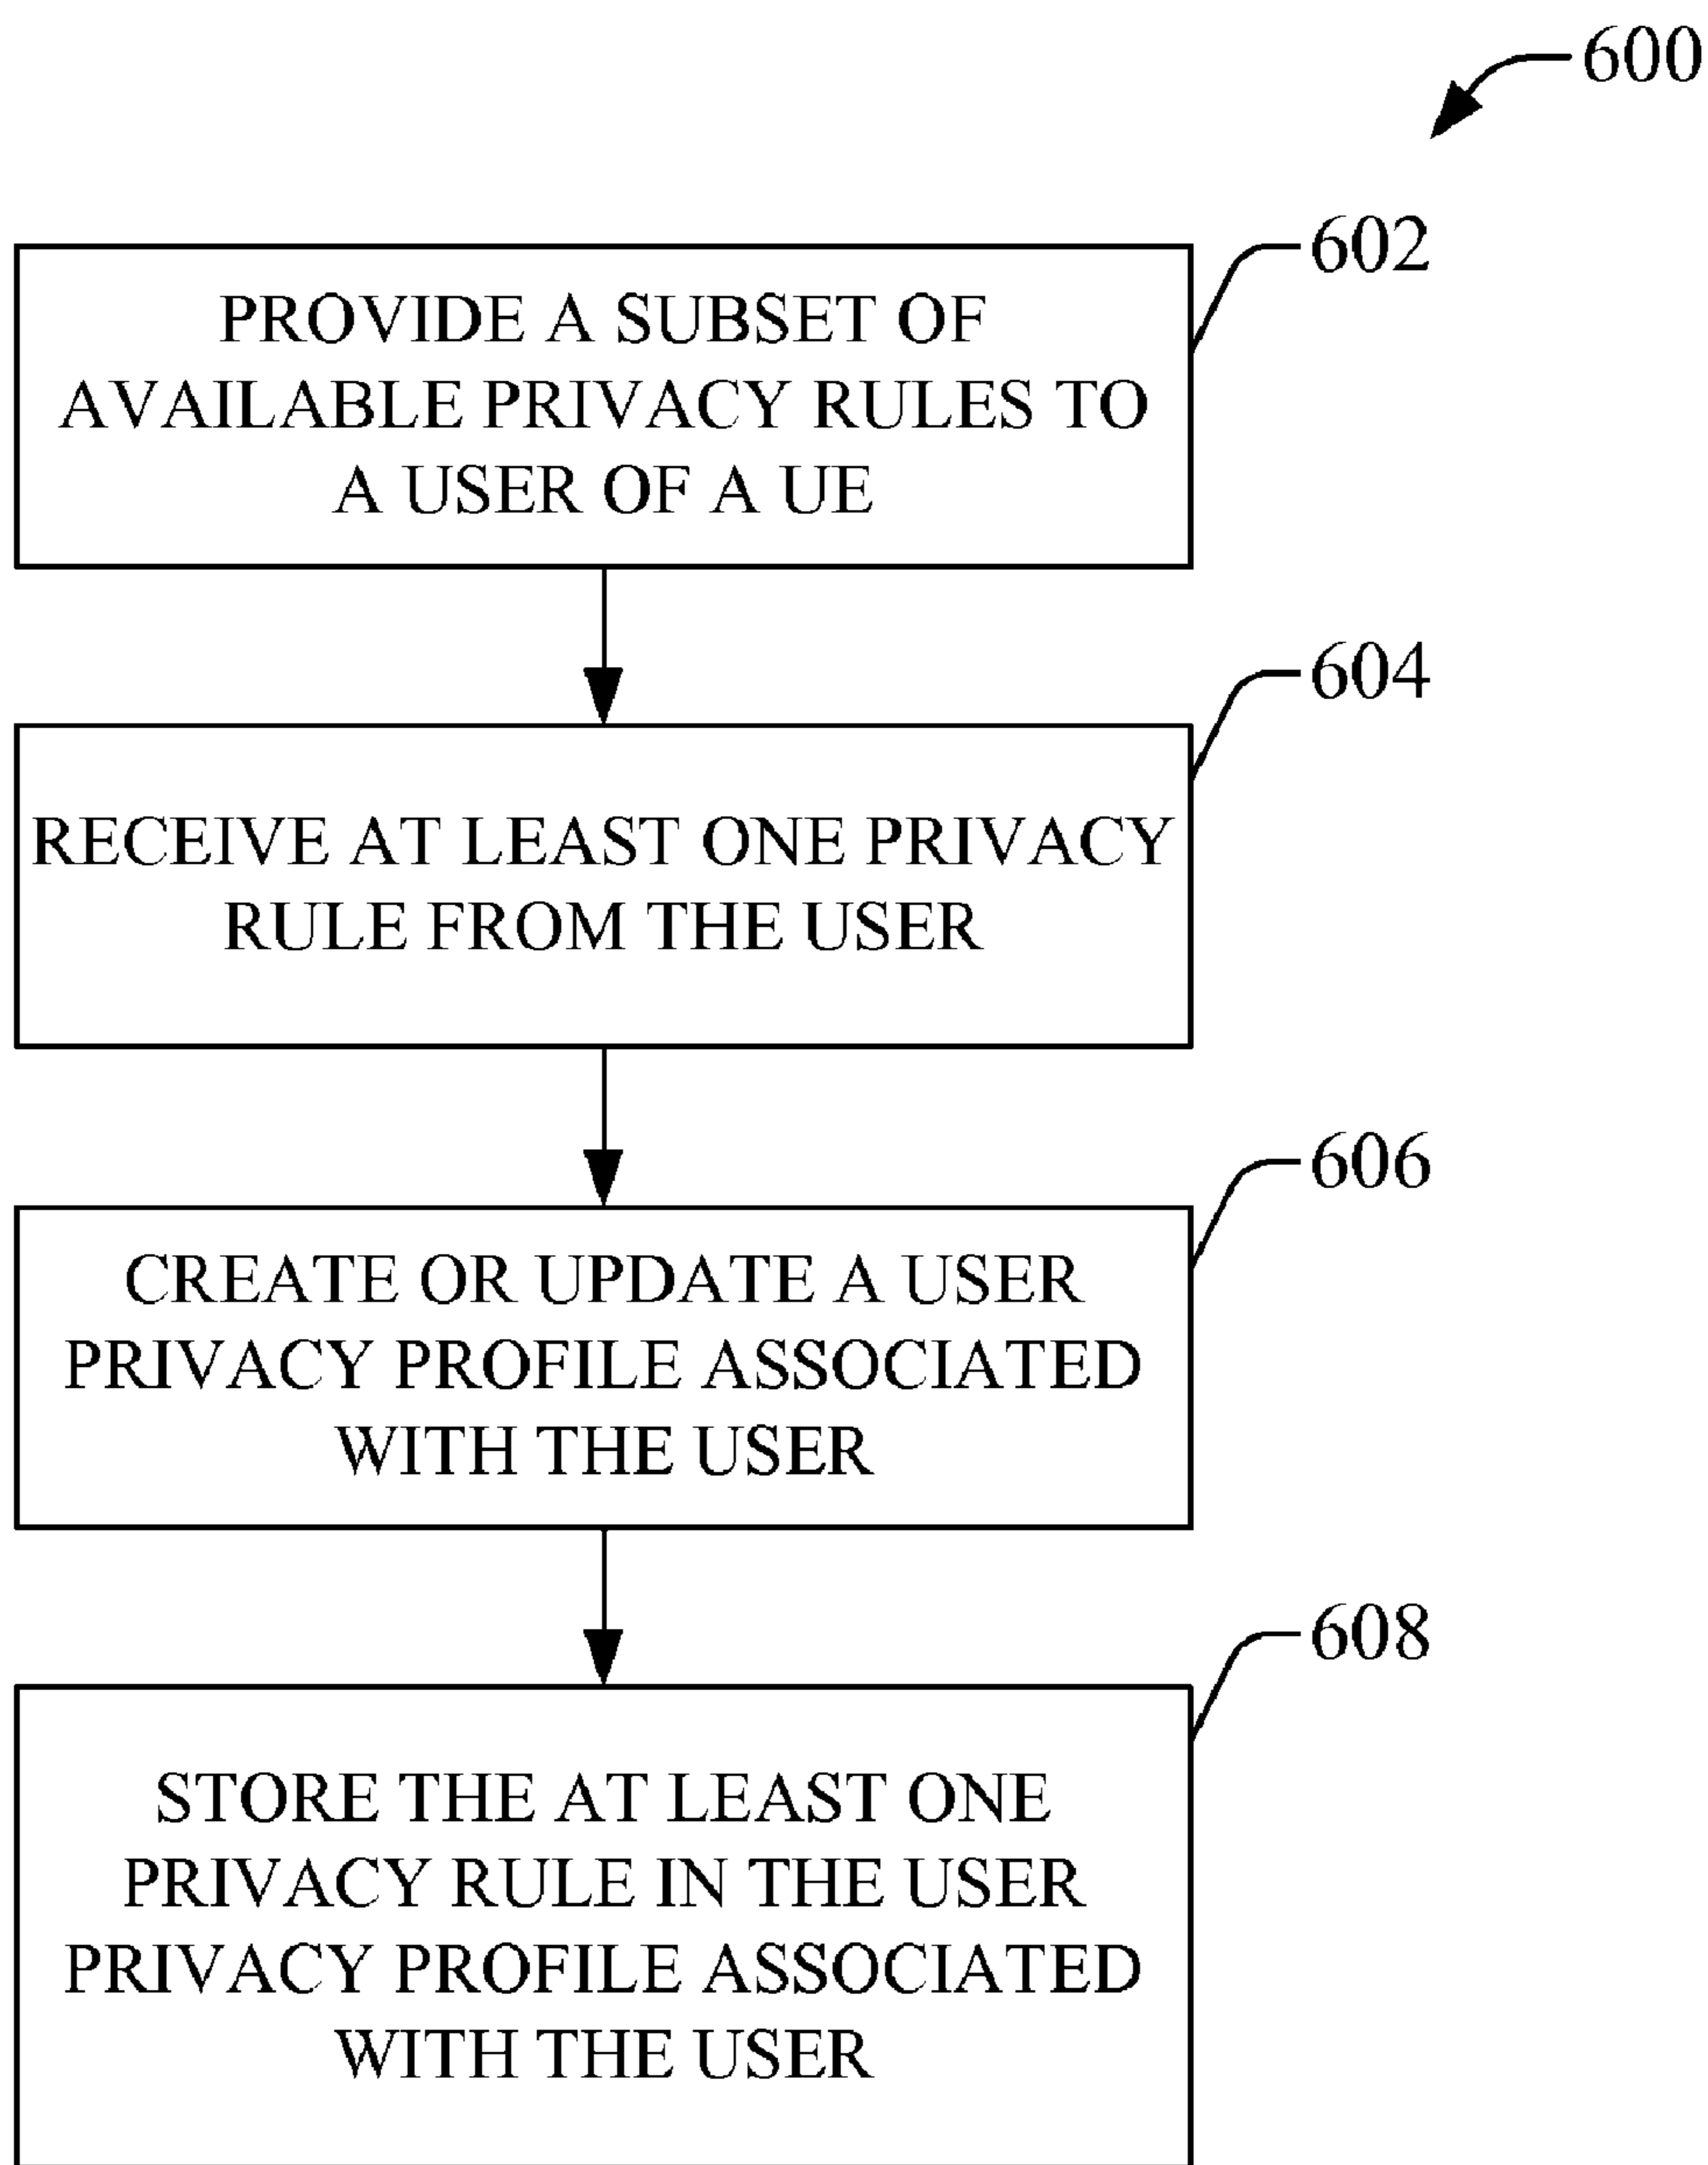 600
602
PROVIDE A SUBSET OF
AVAILABLE PRIVACY RULES TO
A USER OF A UE
604
RECEIVE AT LEAST ONE PRIVACY
RULE FROM THE USER
606
CREATE OR UPDATE A USER
PRIVACY PROFILE ASSOCIATED
WITH THE USER
608
STORE THE AT LEAST ONE
PRIVACY RULE IN THE USER
PRIVACY PROFILE ASSOCIATED
WITH THE USER